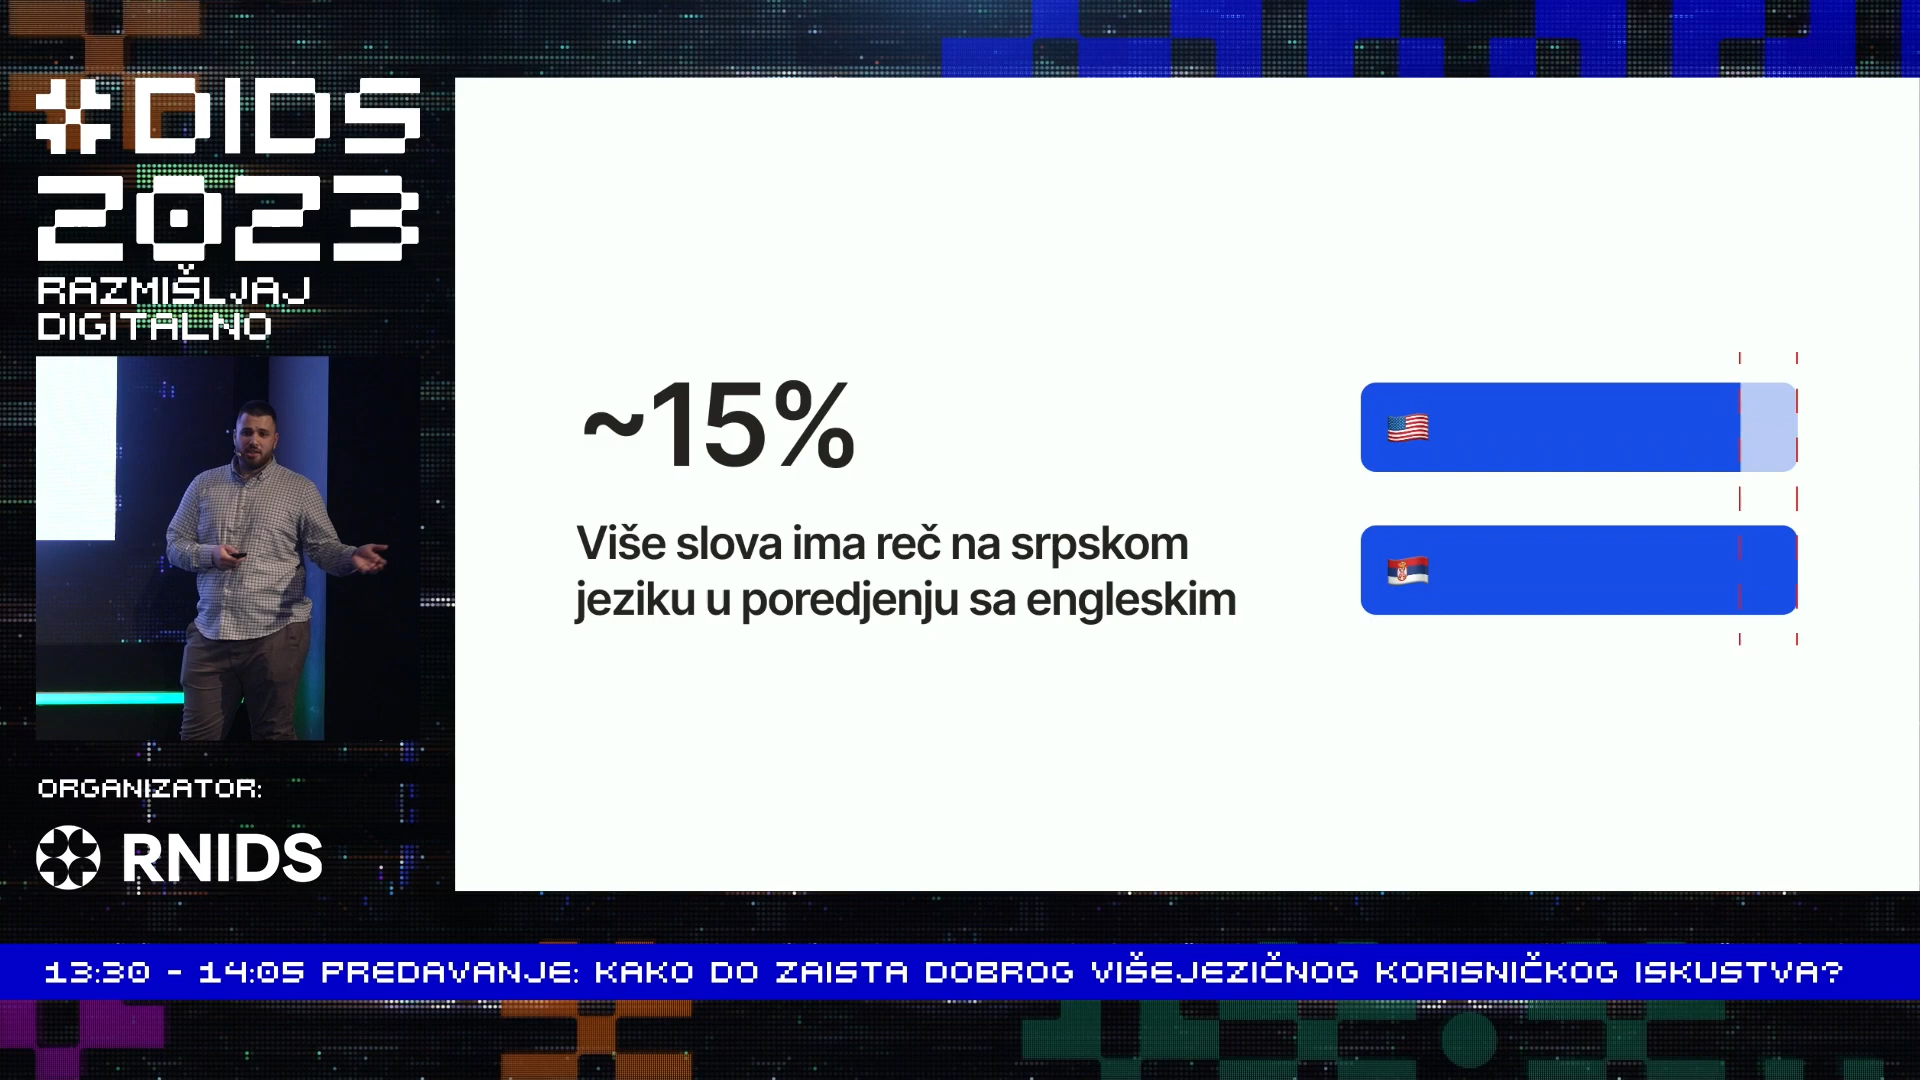 #DIDS
2023
RAZMIŠLJAJ
DIGITALNO
~15%
Više slova ima reč na srpskom
jeziku u poredjenju sa engleskim
ORGANIZATOR:
RNIDS
13:30 - 14:05 PREDAVANJE: KAKO DO ZAISTA DOBROG VIŠEJEZIČNOG KORISNIČKOG ISKUSTVA?